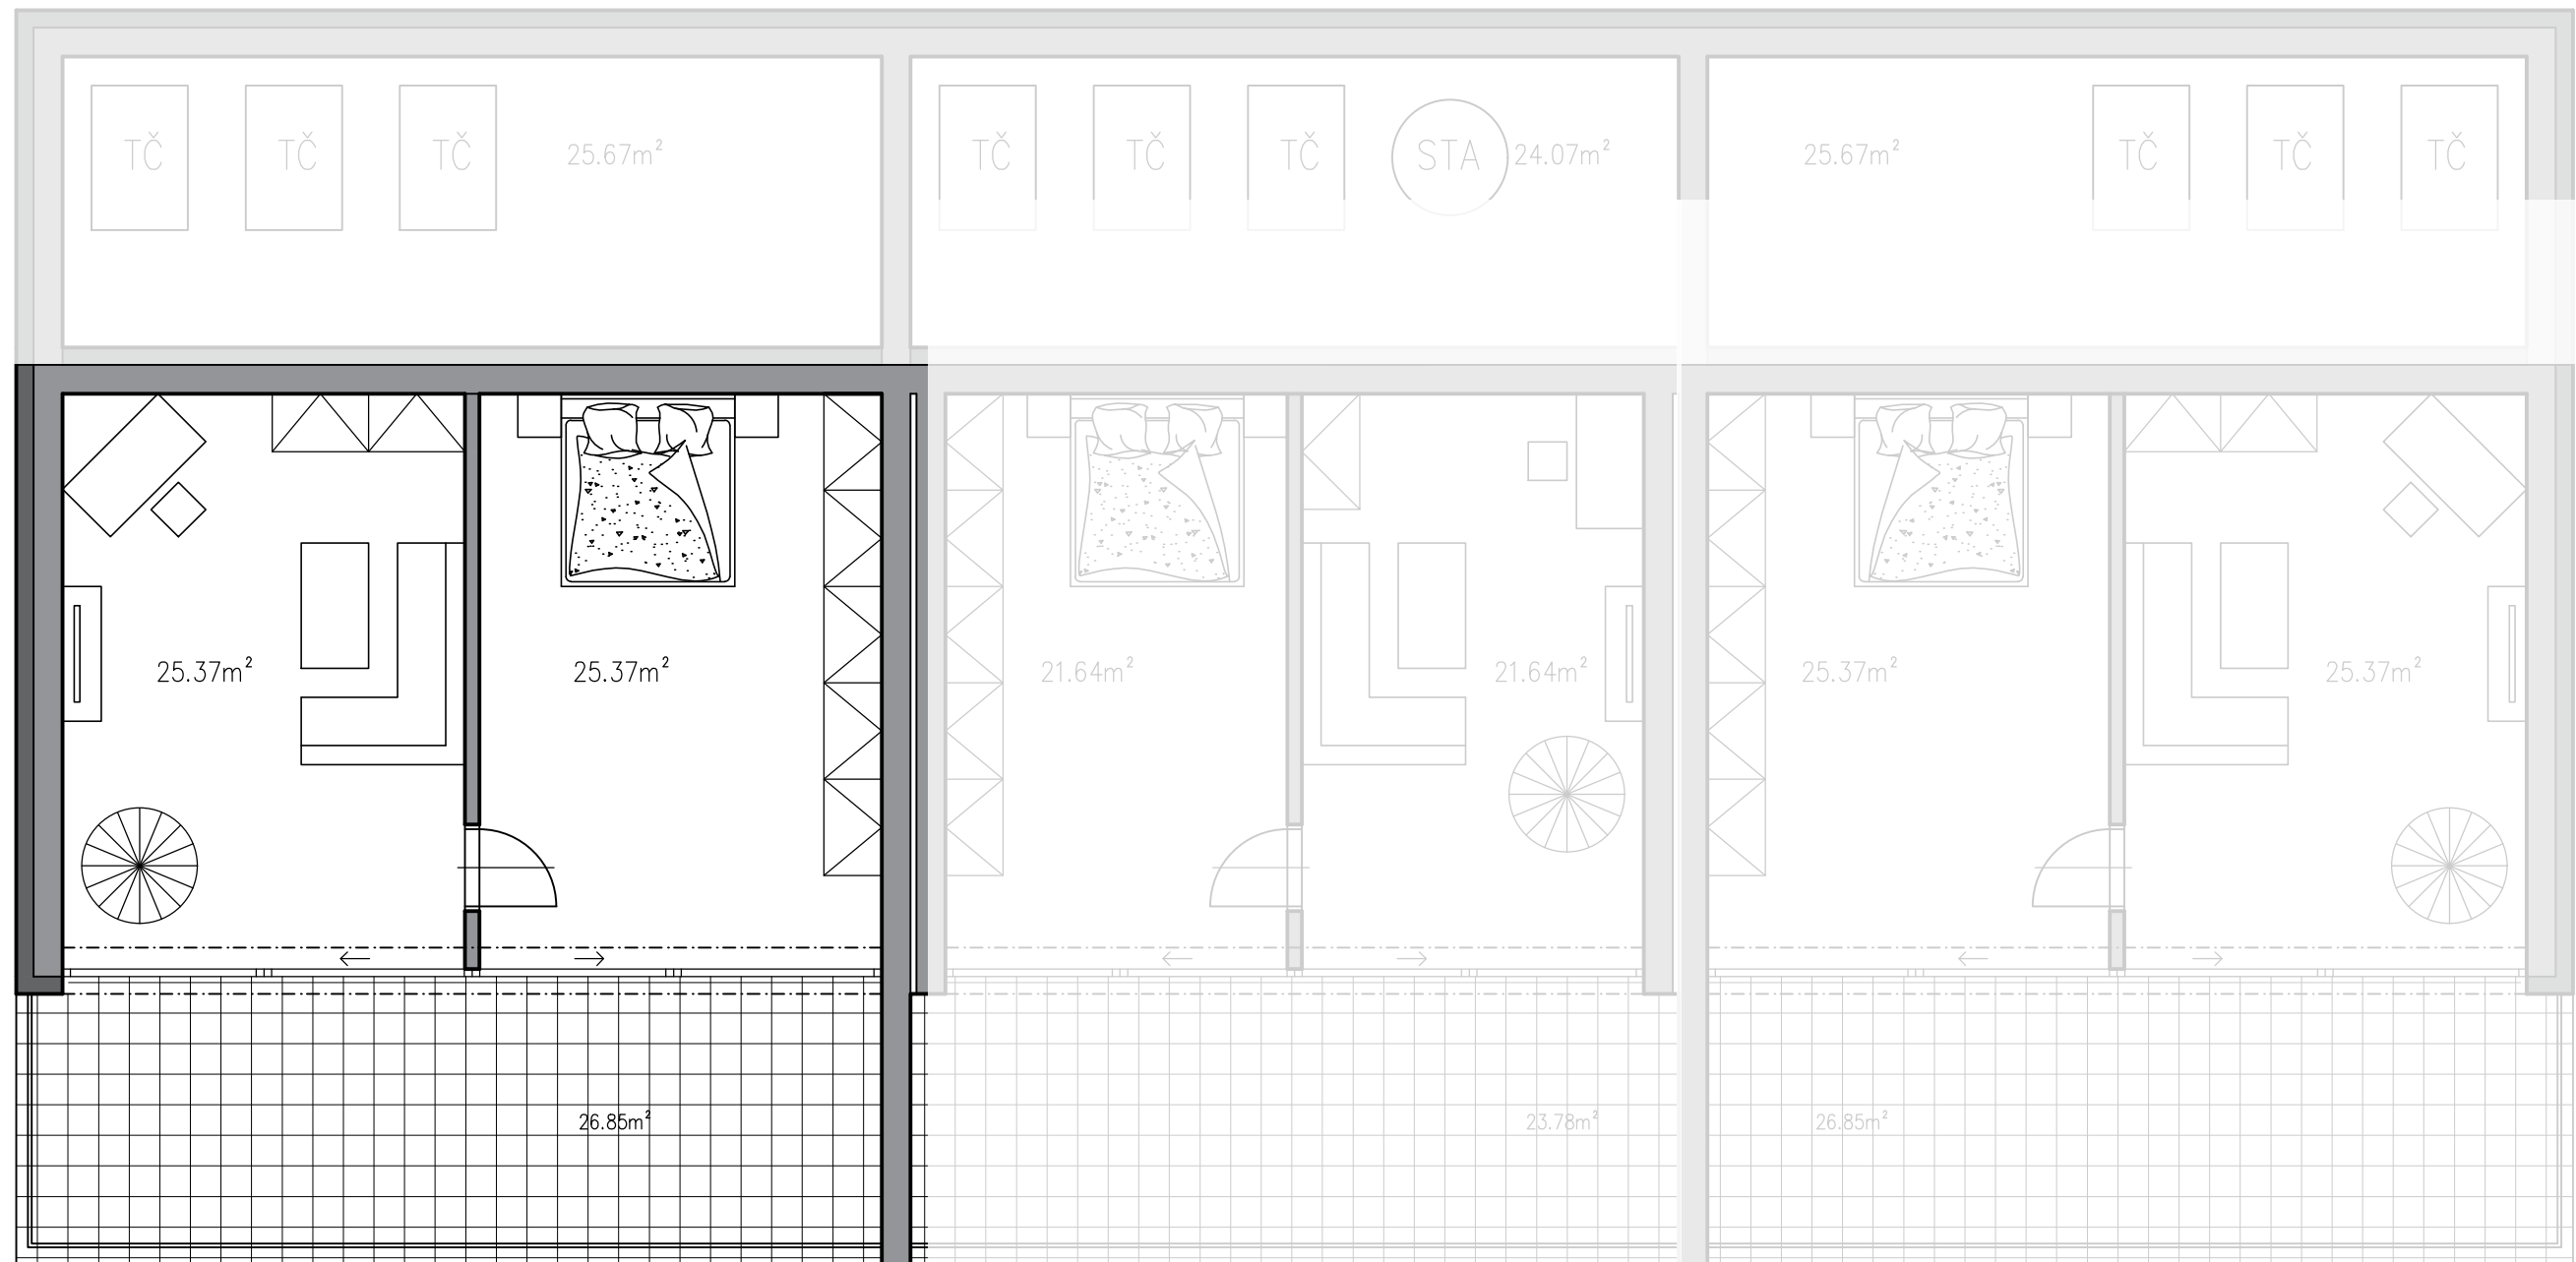 TČ TČ TČ 25.67m²
TČ TČ TČ STA 24.07m²
25.67m² TČ TČ TČ
25.37m² 25.37m²
21.64m² 21.64m²
25.37m² 25.37m²
26.85m²
23.78m²
26.85m²